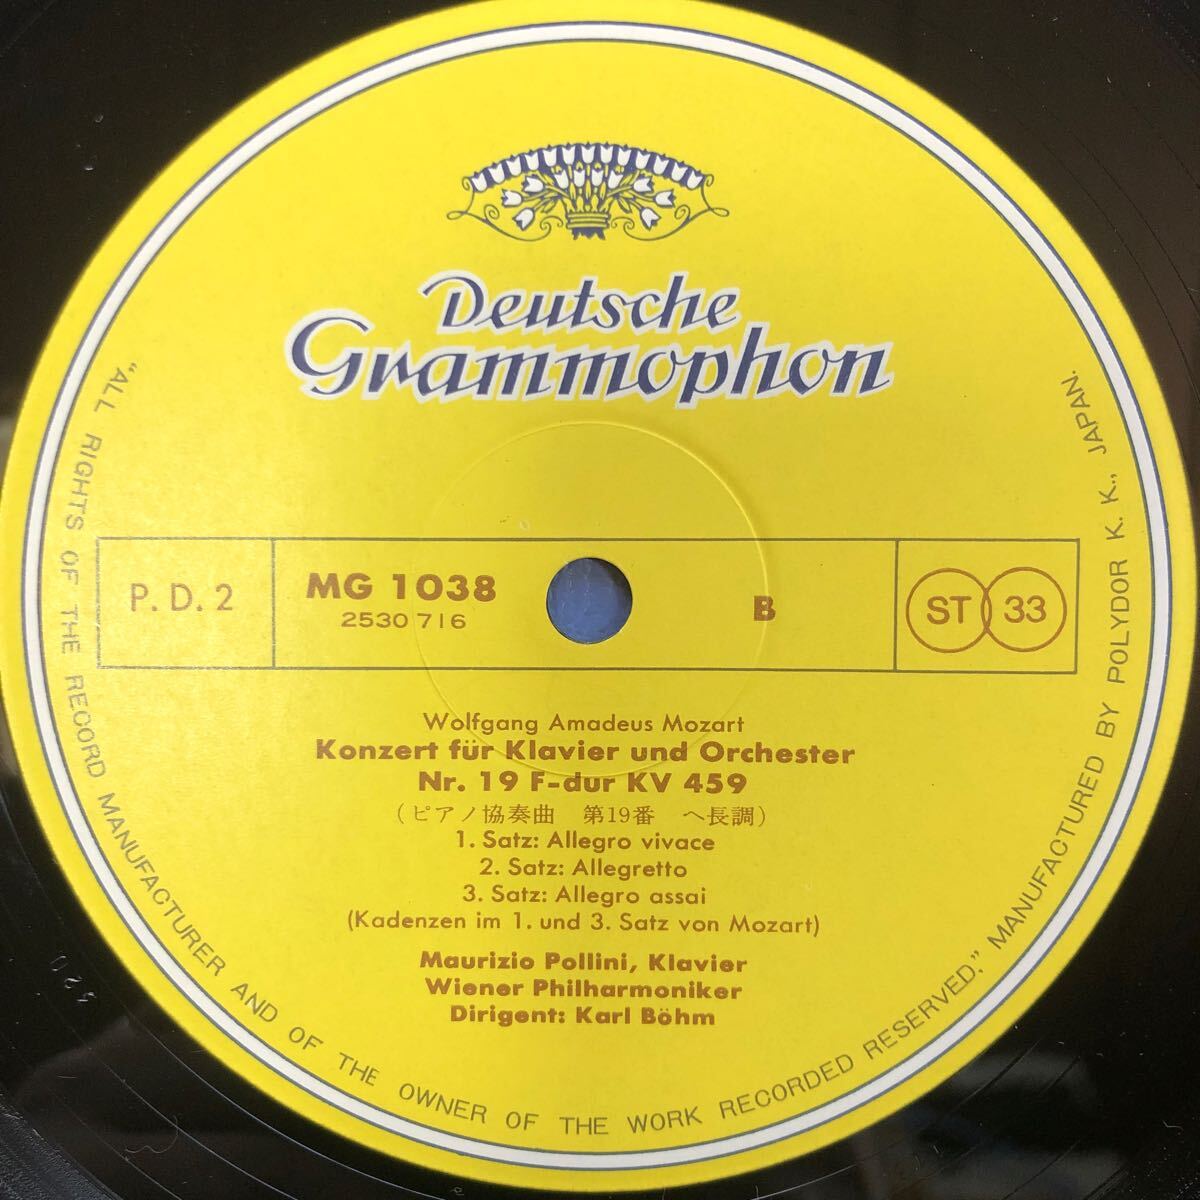 Deutsche
Grammophon
P. D. 2
MG 1038
2530 716
B
ST 33
Wolfgang Amadeus Mozart
Konzert für Klavier und Orchester
Nr. 19 F-dur KV 459
(ピアノ協奏曲 第19番 ヘ長調)
1. Satz: Allegro vivace
2. Satz: Allegretto
3. Satz: Allegro assai
(Kadenzen im 1. und 3. Satz von Mozart)
Maurizio Pollini, Klavier
Wiener Philharmoniker
Dirigent: Karl Böhm
"ALL RIGHTS OF THE RECORD MANUFACTURER AND OF THE OWNER OF THE WORK RECORDED RESERVED." MANUFACTURED BY POLYDOR K. K., JAPAN.
320